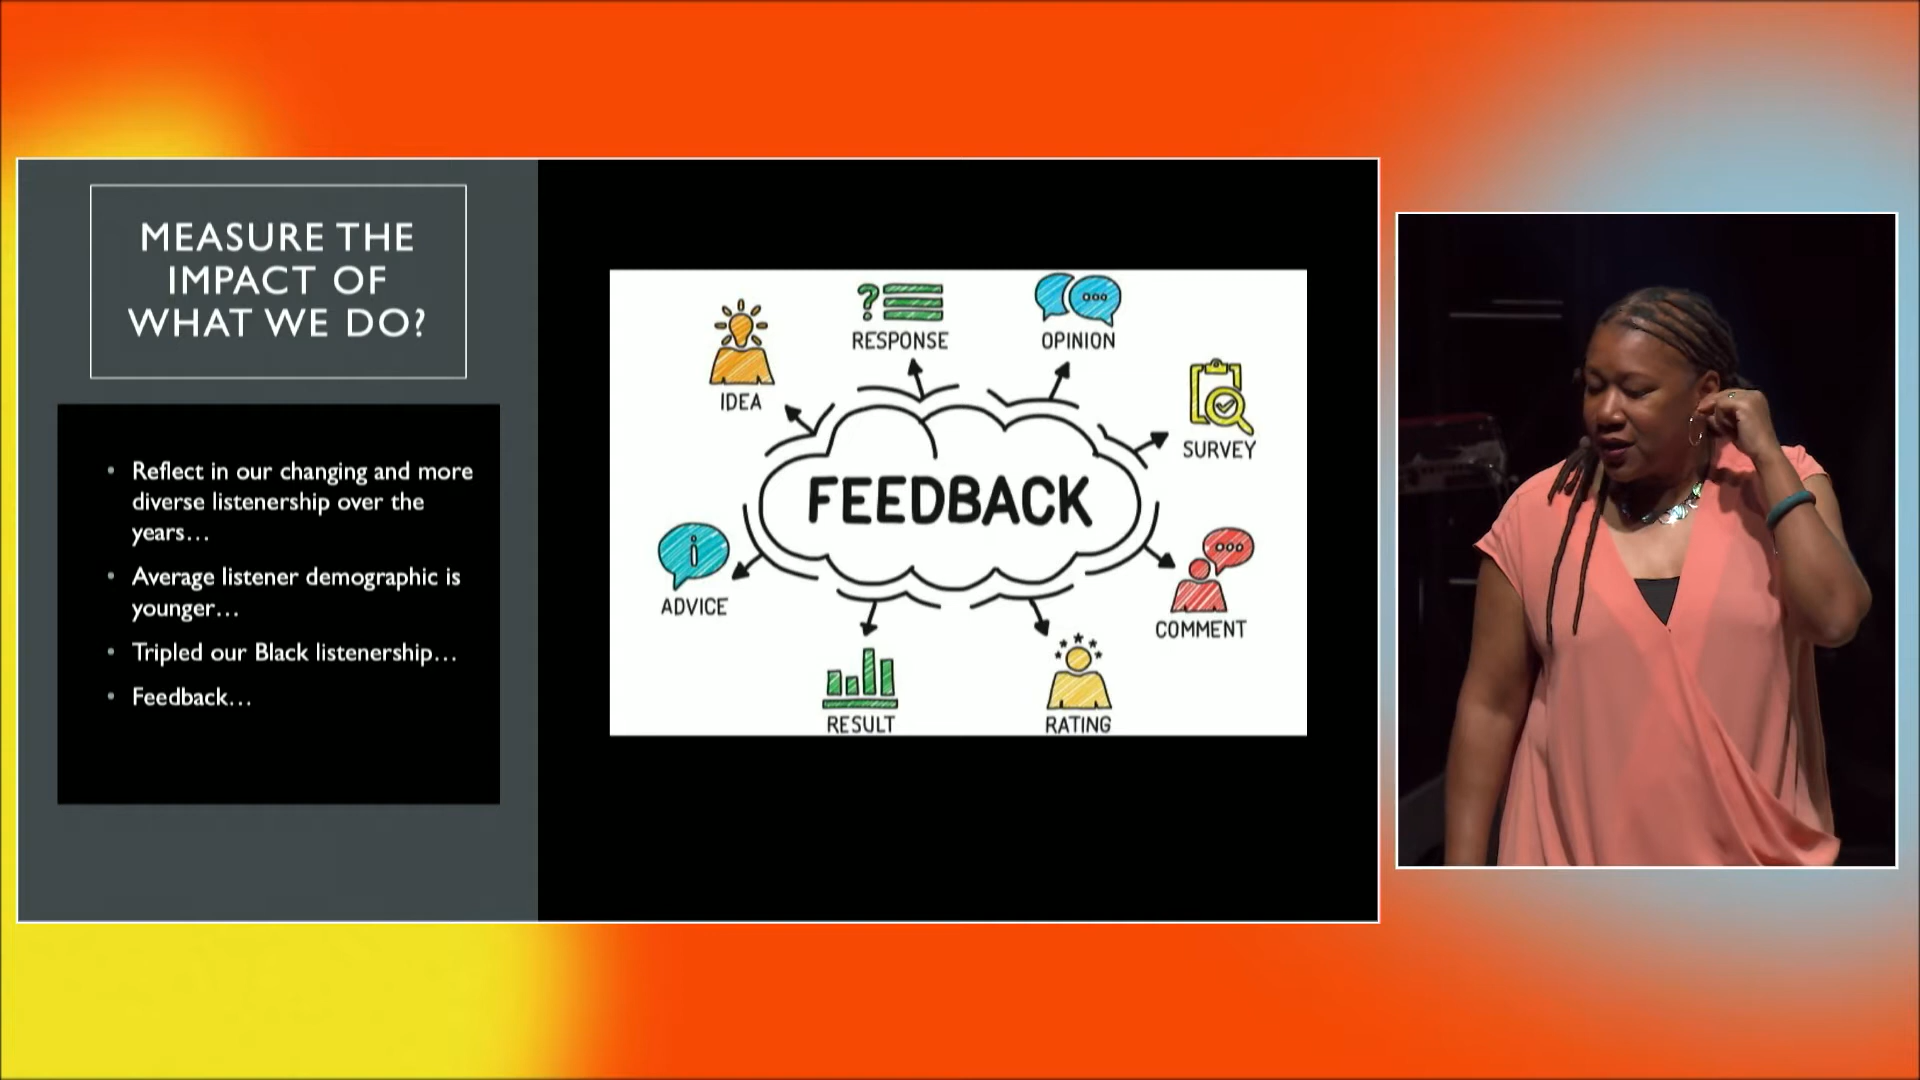 MEASURE THE
IMPACT OF
WHAT WE DO?
• Reflect in our changing and more
diverse listenership over the
years…
• Average listener demographic is
younger…
• Tripled our Black listenership…
• Feedback…
RESPONSE
OPINION
IDEA
SURVEY
FEEDBACK
ADVICE
COMMENT
RESULT
RATING